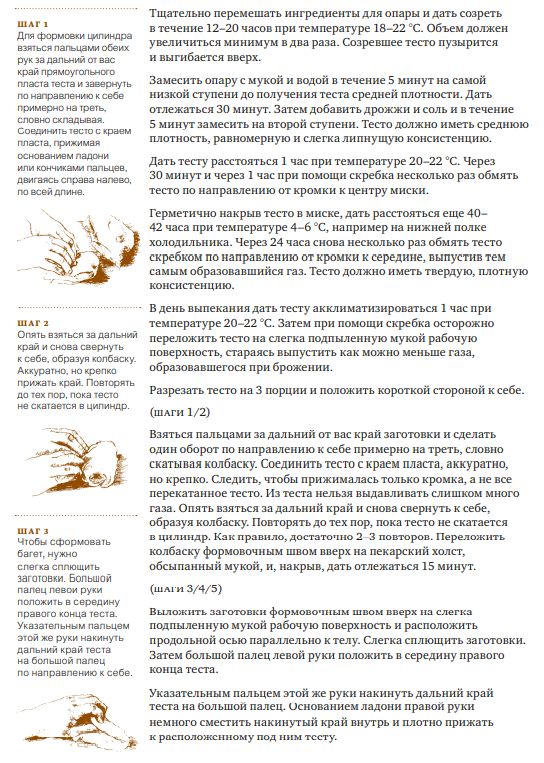 ШАГ 1
Для формовки цилиндра
взяться пальцами обеих
рук за дальний от вас
край прямоугольного
пласта теста и завернуть
по направлению к себе
примерно на треть,
словно складывая.
Соединить тесто с краем
пласта, прижимая
основанием ладони
или кончиками пальцев,
двигаясь справа налево,
по всей длине.
ШАГ 2
Опять взяться за дальний
край и снова свернуть
к себе, образуя колбаску.
Аккуратно, но крепко
прижать край. Повторять
до тех пор, пока тесто
не скатается в цилиндр.
ШАГ 3
Чтобы сформовать
багет, нужно
слегка сплющить
заготовки. Большой
палец левой руки
положить в середину
правого конца теста.
Указательным пальцем
этой же руки накинуть
дальний край теста
на большой палец
по направлению к себе.
Тщательно перемешать ингредиенты для опары и дать созреть
в течение 12–20 часов при температуре 18–22 °C. Объем должен
увеличиться минимум в два раза. Созревшее тесто пузырится
и выгибается вверх.
Замесить опару с мукой и водой в течение 5 минут на самой
низкой ступени до получения теста средней плотности. Дать
отлежаться 30 минут. Затем добавить дрожжи и соль и в течение
5 минут замесить на второй ступени. Тесто должно иметь среднюю
плотность, равномерную и слегка липнущую консистенцию.
Дать тесту расстояться 1 час при температуре 20–22 °C. Через
30 минут и через 1 час при помощи скребка несколько раз обмять
тесто по направлению от кромки к центру миски.
Герметично накрыв тесто в миске, дать расстояться еще 40–
42 часа при температуре 4–6 °C, например на нижней полке
холодильника. Через 24 часа снова несколько раз обмять тесто
скребком по направлению от кромки к середине, выпустив тем
самым образовавшийся газ. Тесто должно иметь твердую, плотную
консистенцию.
В день выпекания дать тесту акклиматизироваться 1 час при
температуре 20–22 °C. Затем при помощи скребка осторожно
переложить тесто на слегка подпыленную мукой рабочую
поверхность, стараясь выпустить как можно меньше газа,
образовавшегося при брожении.
Разрезать тесто на 3 порции и положить короткой стороной к себе.
(ШАГИ 1/2)
Взяться пальцами за дальний от вас край заготовки и сделать
один оборот по направлению к себе примерно на треть, словно
скатывая колбаску. Соединить тесто с краем пласта, аккуратно,
но крепко. Следить, чтобы прижималась только кромка, а не все
перекатанное тесто. Из теста нельзя выдавливать слишком много
газа. Опять взяться за дальний край и снова свернуть к себе,
образуя колбаску. Повторять до тех пор, пока тесто не скатается
в цилиндр. Как правило, достаточно 2–3 повторов. Переложить
колбаску формовочным швом вверх на пекарский холст,
обсыпанный мукой, и, накрыв, дать отлежаться 15 минут.
(ШАГИ 3/4/5)
Выложить заготовки формовочным швом вверх на слегка
подпыленную мукой рабочую поверхность и расположить
продольной осью параллельно к телу. Слегка сплющить заготовки.
Затем большой палец левой руки положить в середину правого
конца теста.
Указательным пальцем этой же руки накинуть дальний край
теста на большой палец. Основанием ладони правой руки
немного сместить накинутый край внутрь и плотно прижать
к расположенному под ним тесту.